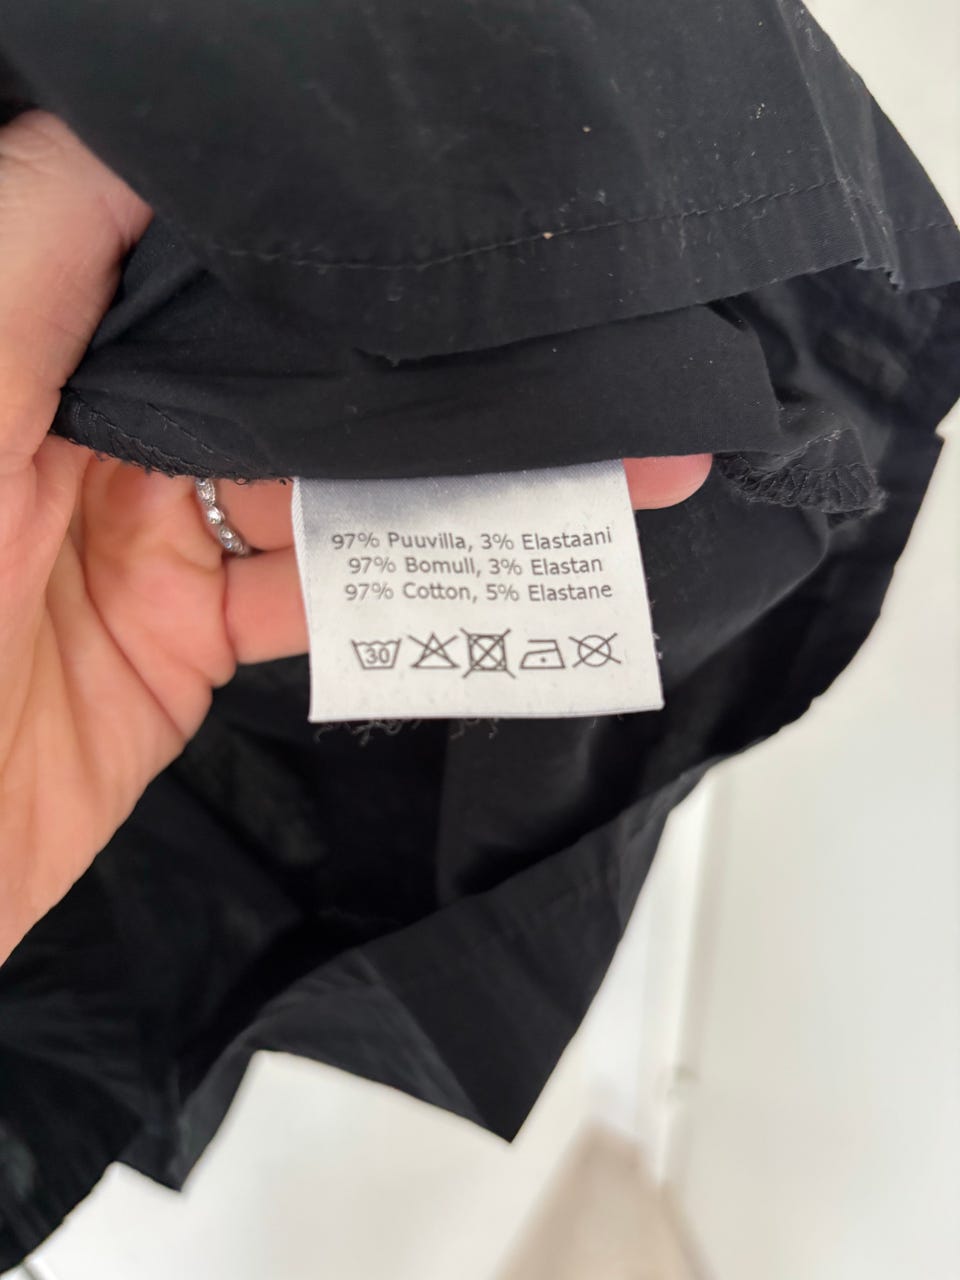 97% Puuvilla, 3% Elastaani
97% Bomull, 3% Elastan
97% Cotton, 5% Elastane
30